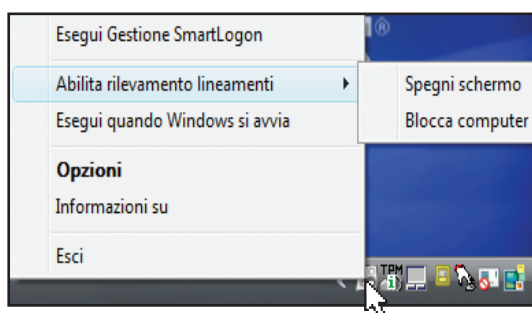 Esegui Gestione SmartLogon
Abilita rilevamento lineamenti
Spegni schermo
Esegui quando Windows si avvia
Blocca computer
Opzioni
Informazioni su
Esci
TPM